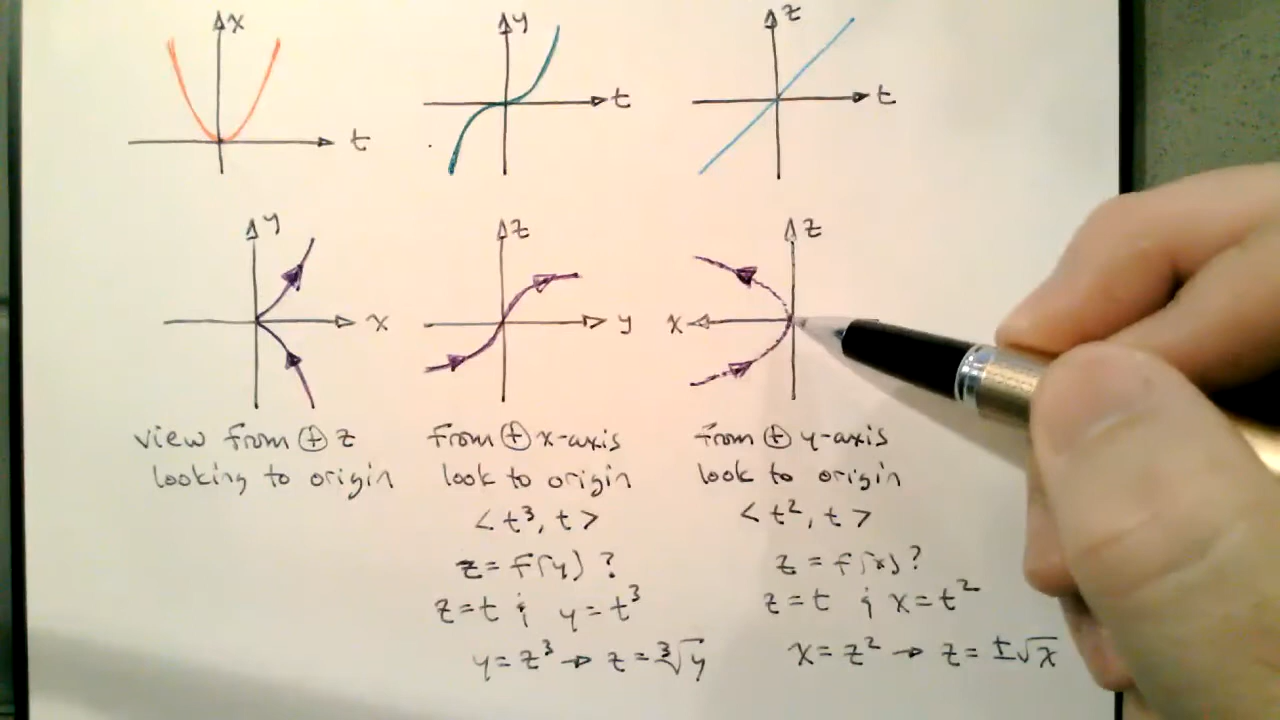 x y z
t t t
y z z
x y x
view from ⊕ z from ⊕ x-axis from ⊕ y-axis
looking to origin look to origin look to origin
< t³, t > < t², t >
z = f(y) ? z = f(x) ?
z = t & y = t³ z = t & x = t²
y = z³ → z = ∛y x = z² → z = ±√x